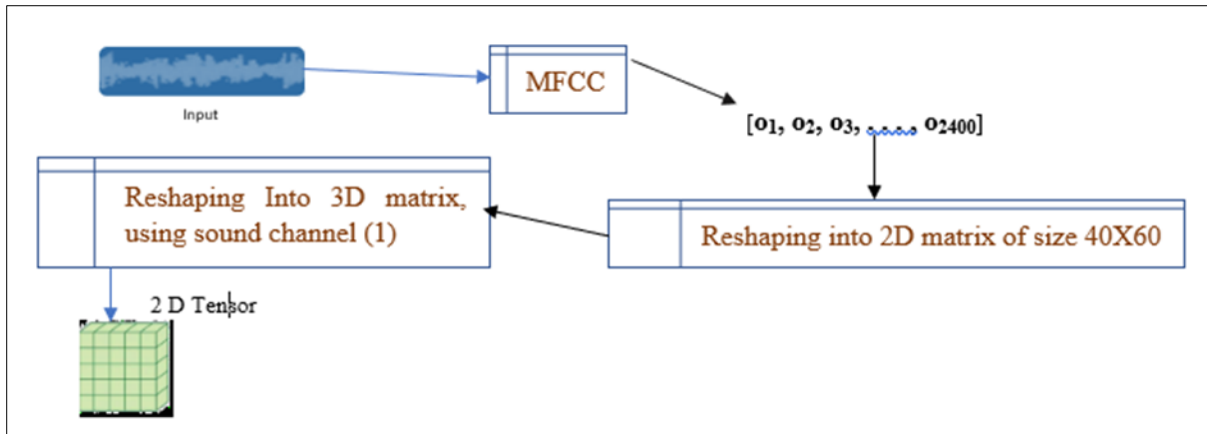 Input
MFCC
[o₁, o₂, o₃, . . . ., o₂₄₀₀]
Reshaping into 2D matrix of size 40X60
Reshaping Into 3D matrix,
using sound channel (1)
2 D Tensor